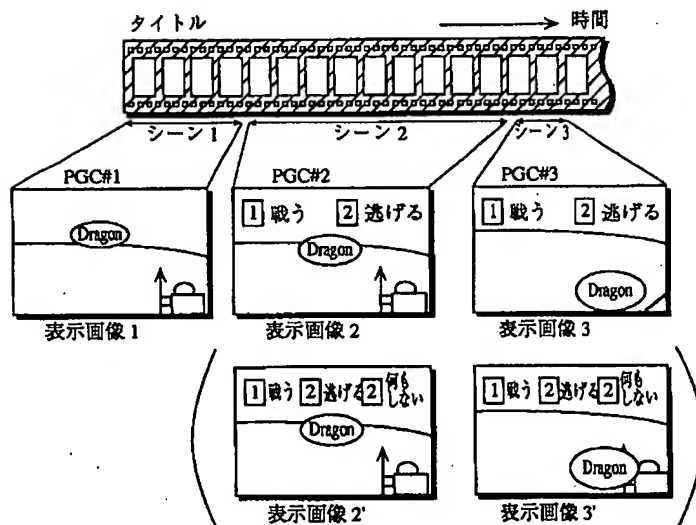 タイトル
時間
シーン 1
シーン 2
シーン 3
PGC#1
PGC#2
PGC#3
Dragon
1 戦う 2 逃げる
Dragon
1 戦う 2 逃げる
Dragon
表示画像 1
表示画像 2
表示画像 3
1 戦う 2 逃げる 2 何もしない
Dragon
1 戦う 2 逃げる 2 何もしない
Dragon
表示画像 2'
表示画像 3'